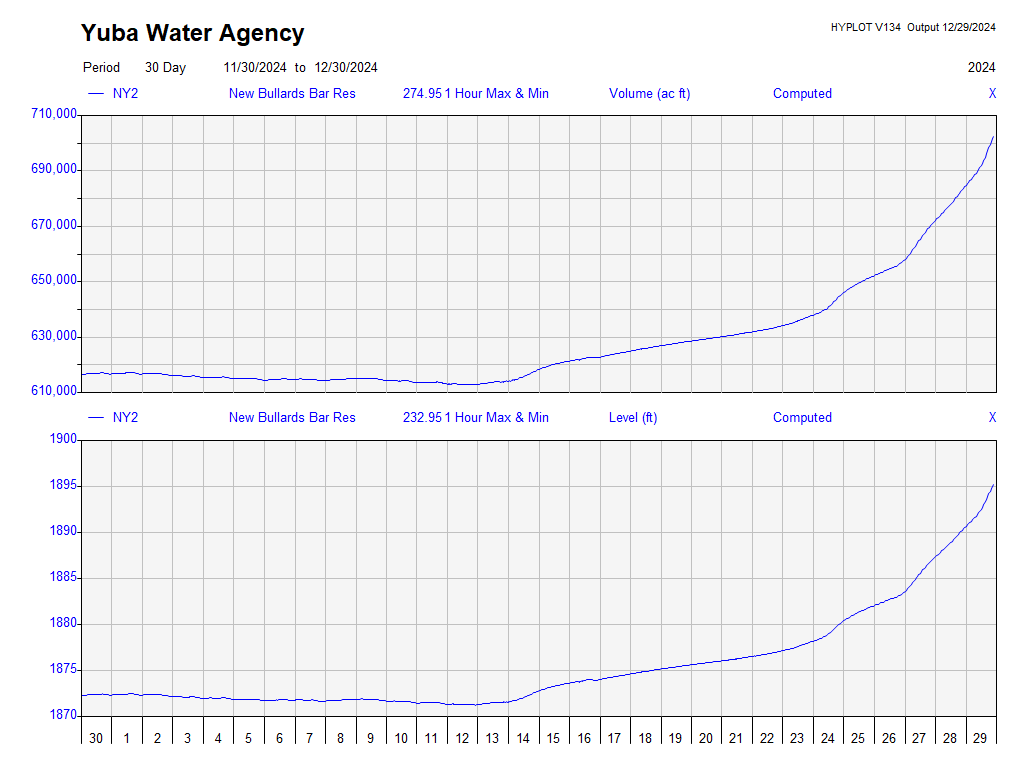 Yuba Water Agency
HYPLOT V134 Output 12/29/2024
Period 30 Day 11/30/2024 to 12/30/2024 2024
NY2 New Bullards Bar Res 274.95 1 Hour Max & Min Volume (ac ft) Computed X
710,000
690,000
670,000
650,000
630,000
610,000
NY2 New Bullards Bar Res 232.95 1 Hour Max & Min Level (ft) Computed X
1900
1895
1890
1885
1880
1875
1870
30 1 2 3 4 5 6 7 8 9 10 11 12 13 14 15 16 17 18 19 20 21 22 23 24 25 26 27 28 29